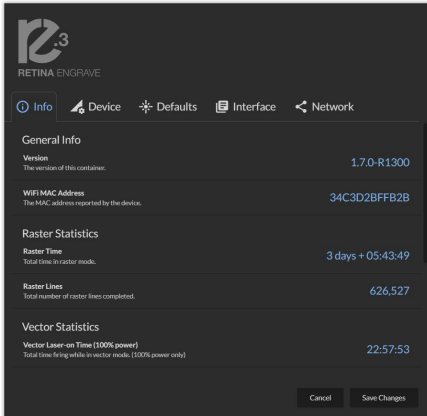 re.3
RETINA ENGRAVE
Info Device Defaults Interface Network
General Info
Version
The version of this container.
1.7.0-R1300
WiFi MAC Address
The MAC address reported by the device.
34C3D2BFFB2B
Raster Statistics
Raster Time
Total time in raster mode.
3 days + 05:43:49
Raster Lines
Total number of raster lines completed.
626,527
Vector Statistics
Vector Laser-on Time (100% power)
Total time firing while in vector mode. (100% power only)
22:57:53
Cancel Save Changes